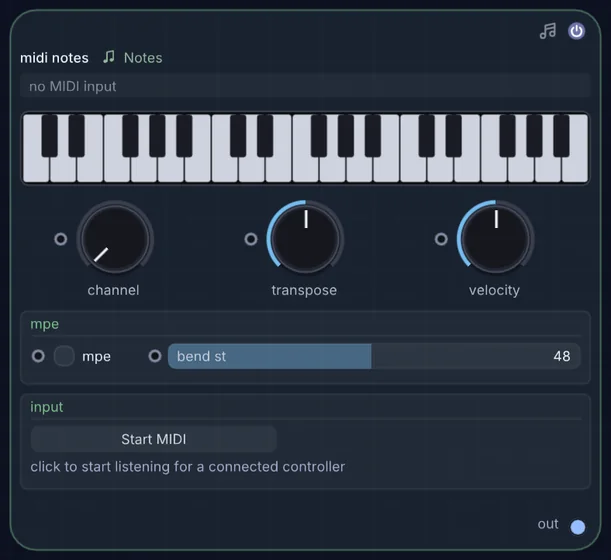 midi notes Notes
no MIDI input
channel transpose velocity
mpe
mpe bend st 48
input
Start MIDI
click to start listening for a connected controller
out